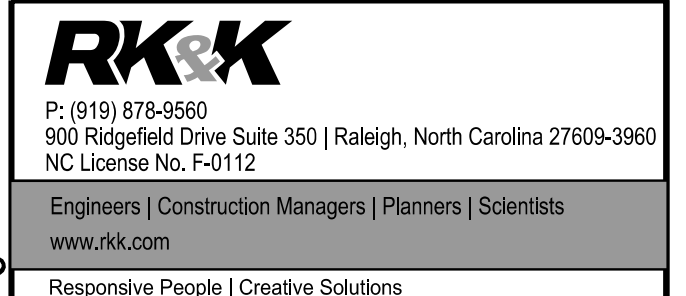 RK&K
P: (919) 878-9560
900 Ridgefield Drive Suite 350 | Raleigh, North Carolina 27609-3960
NC License No. F-0112
Engineers | Construction Managers | Planners | Scientists
www.rkk.com
Responsive People | Creative Solutions